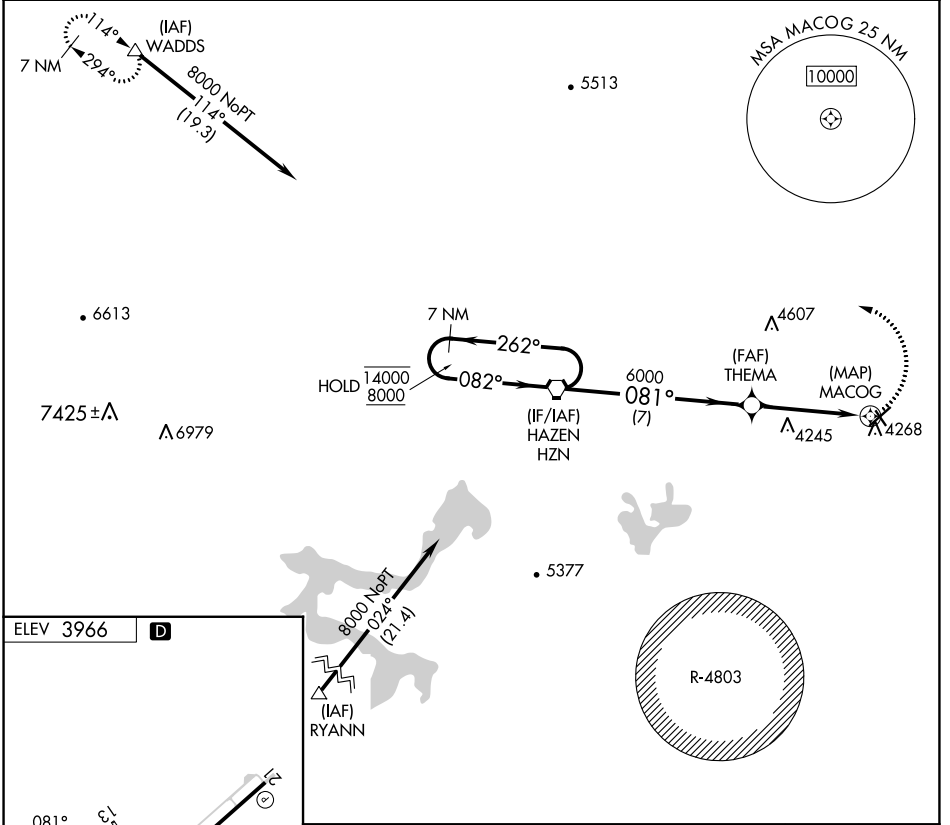 114°
(IAF)
WADDS
7 NM
294°
8000 NoPT
114°
(19.3)
5513
MSA MACOG 25 NM
10000
6613
7 NM
262°
HOLD 14000
8000
082°
(IF/IAF)
HAZEN
HZN
6000
081°
(7)
(FAF)
THEMA
4607
(MAP)
MACOG
4245
4268
7425±
6979
8000 NoPT
024°
(21.4)
(IAF)
RYANN
5377
R-4803
ELEV 3966
D
21
P
081°
13